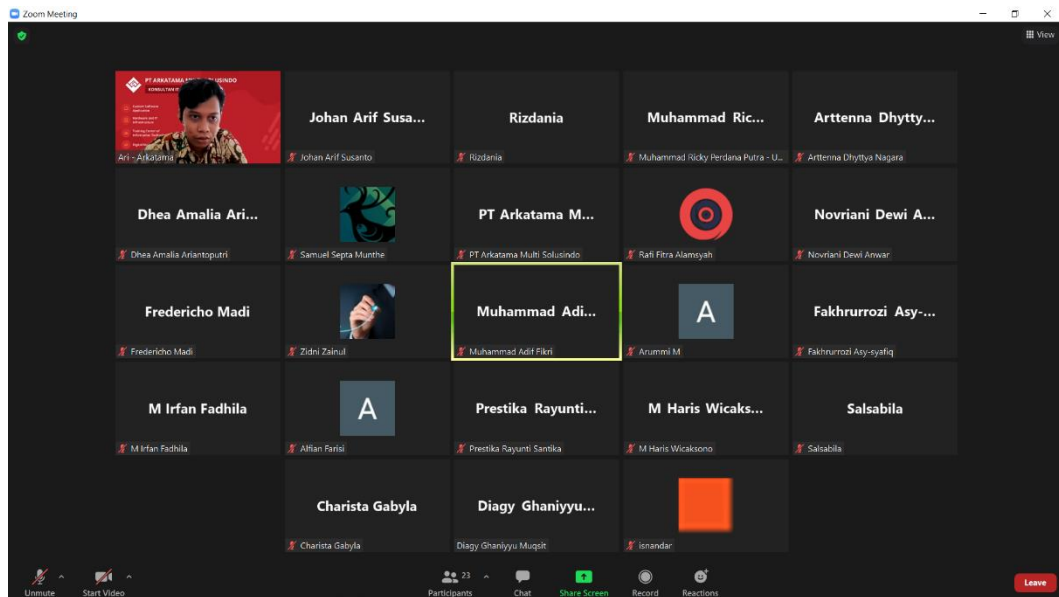 Zoom Meeting
View
PT ARKATAMA
USINDO
KONSULTAN IT
Ari - Arkatama
Johan Arif Susa...
Johan Arif Susanto
Rizdania
Rizdania
Muhammad Ric...
Muhammad Ricky Perdana Putra - U...
Arttenna Dhytty...
Arttenna Dhyttya Nagara
Dhea Amalia Ari...
Dhea Amalia Ariantoputri
Samuel Septa Munthe
PT Arkatama M...
PT Arkatama Multi Solusindo
Rafi Fitra Alamsyah
Novriani Dewi A...
Novriani Dewi Anwar
Fredericho Madi
Fredericho Madi
Zidni Zainul
Muhammad Adi...
Muhammad Adif Fikri
A
Arummi M
Fakhrurrozi Asy-...
Fakhrurrozi Asy-syafiq
M Irfan Fadhila
M Irfan Fadhila
A
Alfian Farisi
Prestika Rayunti...
Prestika Rayunti Santika
M Haris Wicaks...
M Haris Wicaksono
Salsabila
Salsabila
Charista Gabyla
Charista Gabyla
Diagy Ghaniyyu...
Diagy Ghaniyyu Muqsit
isnandar
Unmute
Start Video
23
Participants
Chat
Share Screen
Record
Reactions
Leave